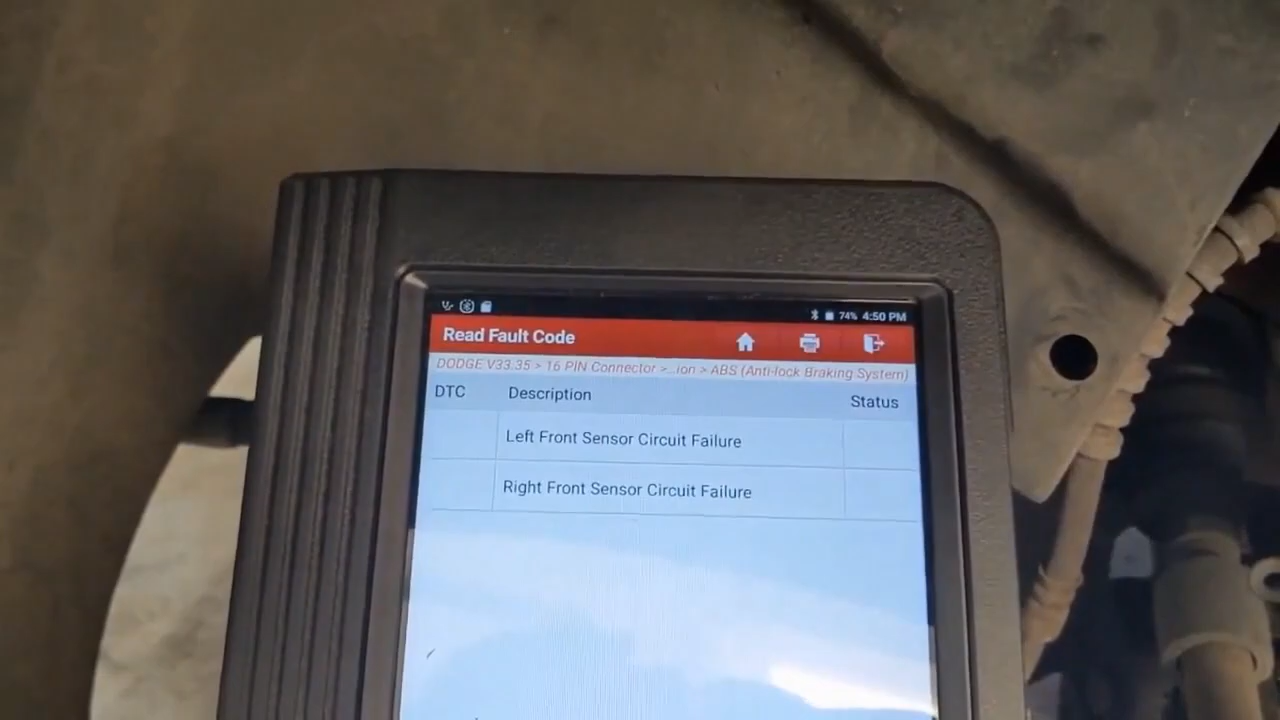 74% 4:50 PM
Read Fault Code
DODGE V33.35 > 16 PIN Connector >...ion > ABS (Anti-lock Braking System)
DTC Description Status
Left Front Sensor Circuit Failure
Right Front Sensor Circuit Failure